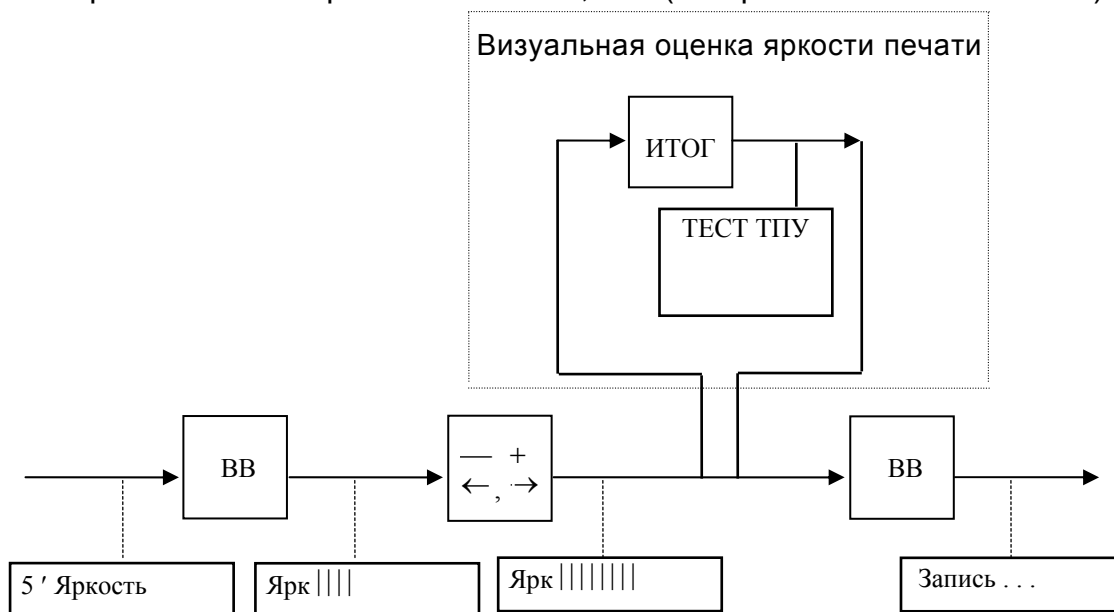 Визуальная оценка яркости печати
ИТОГ
ТЕСТ ТПУ
ВВ
— +
← , →
ВВ
5 ′ Яркость
Ярк ||||
Ярк ||||||||
Запись . . .